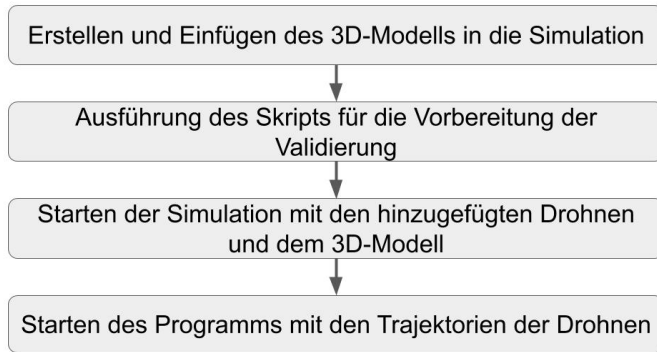 Erstellen und Einfügen des 3D-Modells in die Simulation
Ausführung des Skripts für die Vorbereitung der
Validierung
Starten der Simulation mit den hinzugefügten Drohnen
und dem 3D-Modell
Starten des Programms mit den Trajektorien der Drohnen